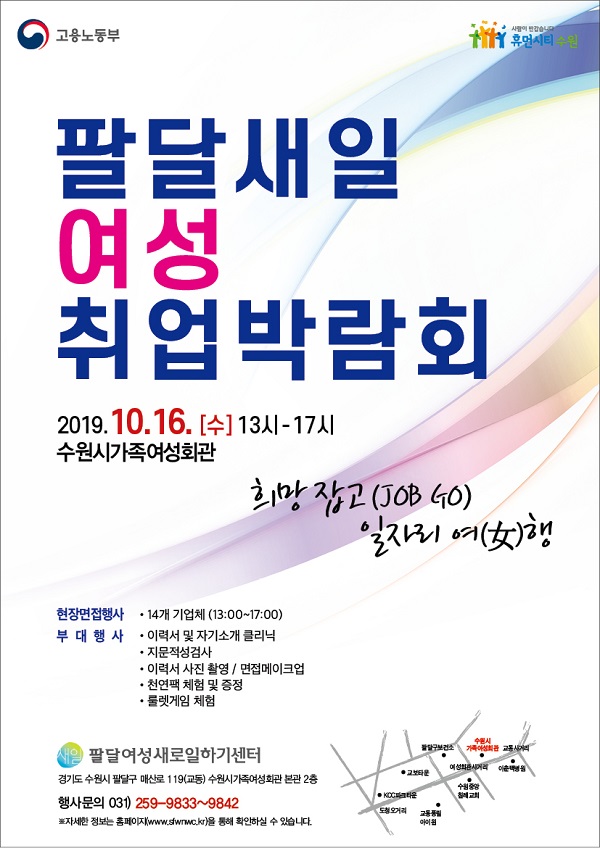 고용노동부
사람이 반갑습니다
휴먼시티 수원
팔달새일
여성
취업박람회
2019. 10.16. [수] 13시-17시
수원시가족여성회관
희망 잡고(JOB GO)
일자리 여(女)행
현장면접행사 • 14개 기업체 (13:00~17:00)
부 대 행 사 • 이력서 및 자기소개 클리닉
• 지문적성검사
• 이력서 사진 촬영 / 면접메이크업
• 천연팩 체험 및 증정
• 룰렛게임 체험
새일 팔달여성새로일하기센터
경기도 수원시 팔달구 매산로 119(교동) 수원시가족여성회관 본관 2층
행사문의 031) 259-9833~9842
※자세한 정보는 홈페이지(www.sfwnwc.kr)을 통해 확인하실 수 있습니다.
수원시
가족여성회관
팔달구보건소
교통사거리
여성회관사거리
이춘택병원
교보타운
수원중앙
침례교회
KCC파크타운
도청오거리
교동풍림
아이원